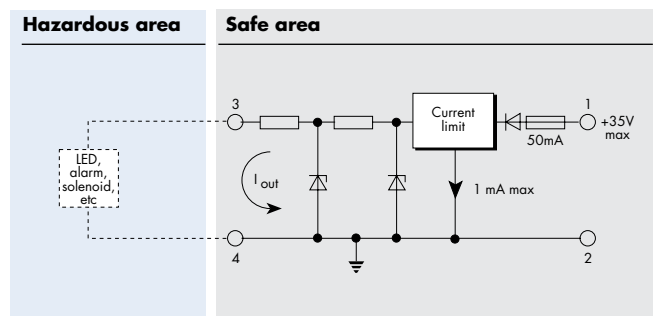 Hazardous area
Safe area
3
Current
limit
1
+35V
max
50mA
LED,
alarm,
solenoid,
etc
I out
1 mA max
4
2